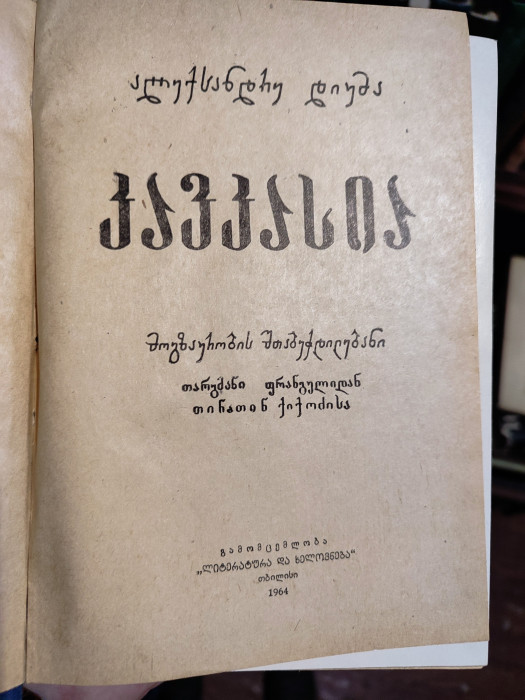 ალექსანდრე დიუმა
კავკასია
მოგზაურობის შთაბეჭდილებანი
თარგმანი ფრანგულიდან
თინათინ ქიქოძისა
გამომცემლობა
„ლიტერატურა და ხელოვნება“
თბილისი
1964